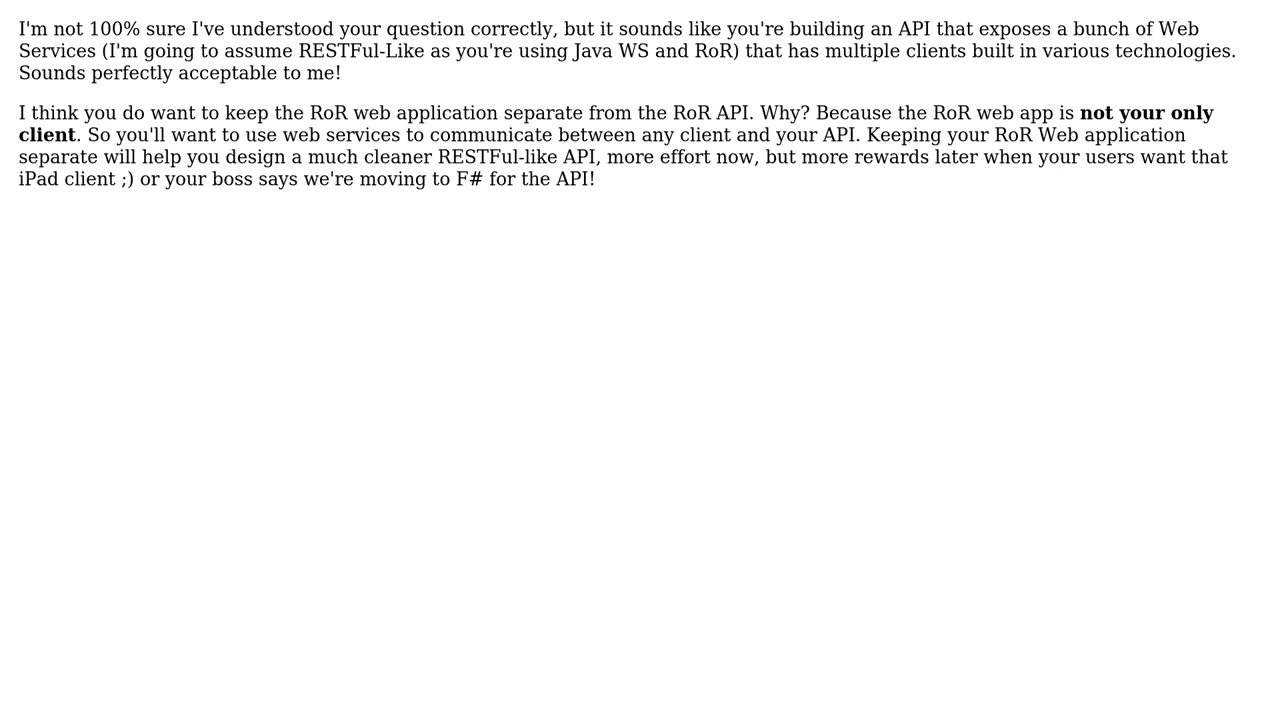 I'm not 100% sure I've understood your question correctly, but it sounds like you're building an API that exposes a bunch of Web
Services (I'm going to assume RESTFul-Like as you're using Java WS and RoR) that has multiple clients built in various technologies.
Sounds perfectly acceptable to me!
I think you do want to keep the RoR web application separate from the RoR API. Why? Because the RoR web app is not your only
client. So you'll want to use web services to communicate between any client and your API. Keeping your RoR Web application
separate will help you design a much cleaner RESTFul-like API, more effort now, but more rewards later when your users want that
iPad client ;) or your boss says we're moving to F# for the API!